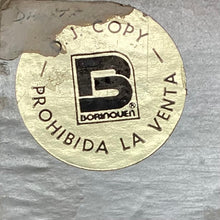 J. COPY
B
BORINQUEN®
— PROHIBIDA LA VENTA —